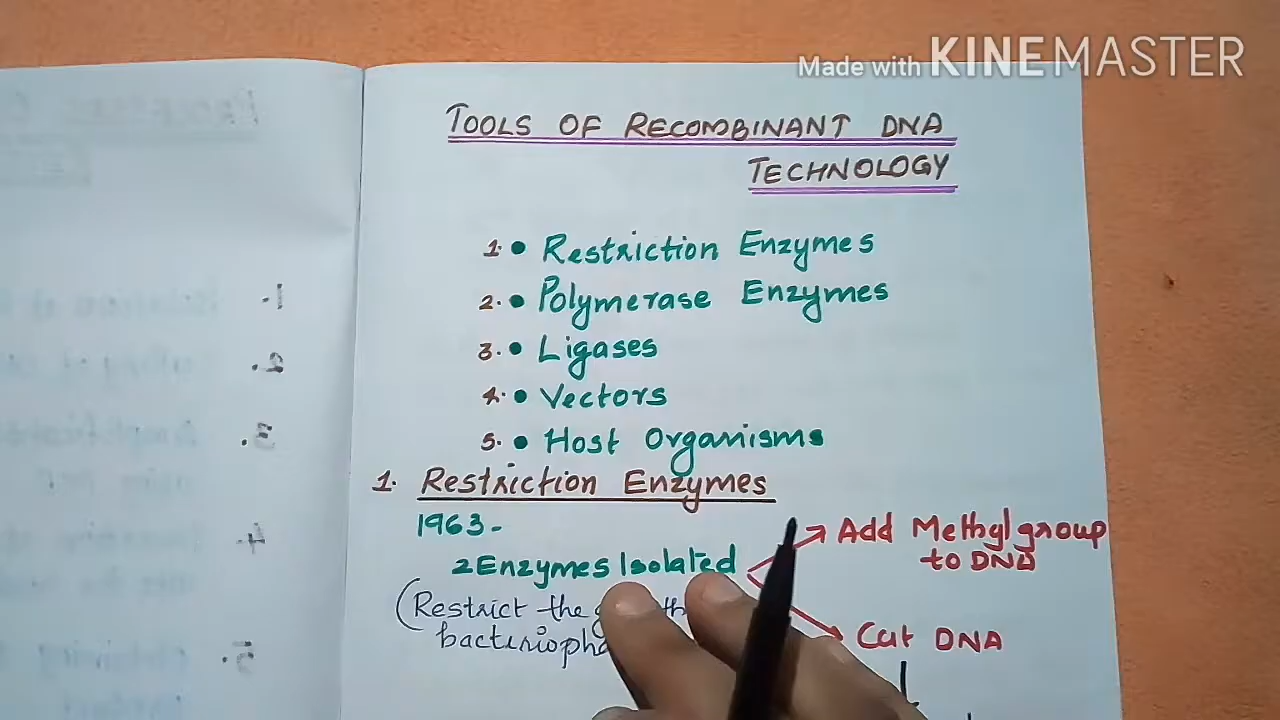 Made with KINEMASTER
TOOLS OF RECOMBINANT DNA
TECHNOLOGY
1. • Restriction Enzymes
2. • Polymerase Enzymes
3. • Ligases
4. • Vectors
5. • Host Organisms
1. Restriction Enzymes
1963-
2 Enzymes Isolated
Add Methyl group
to DNA
(Restrict the
Cut DNA